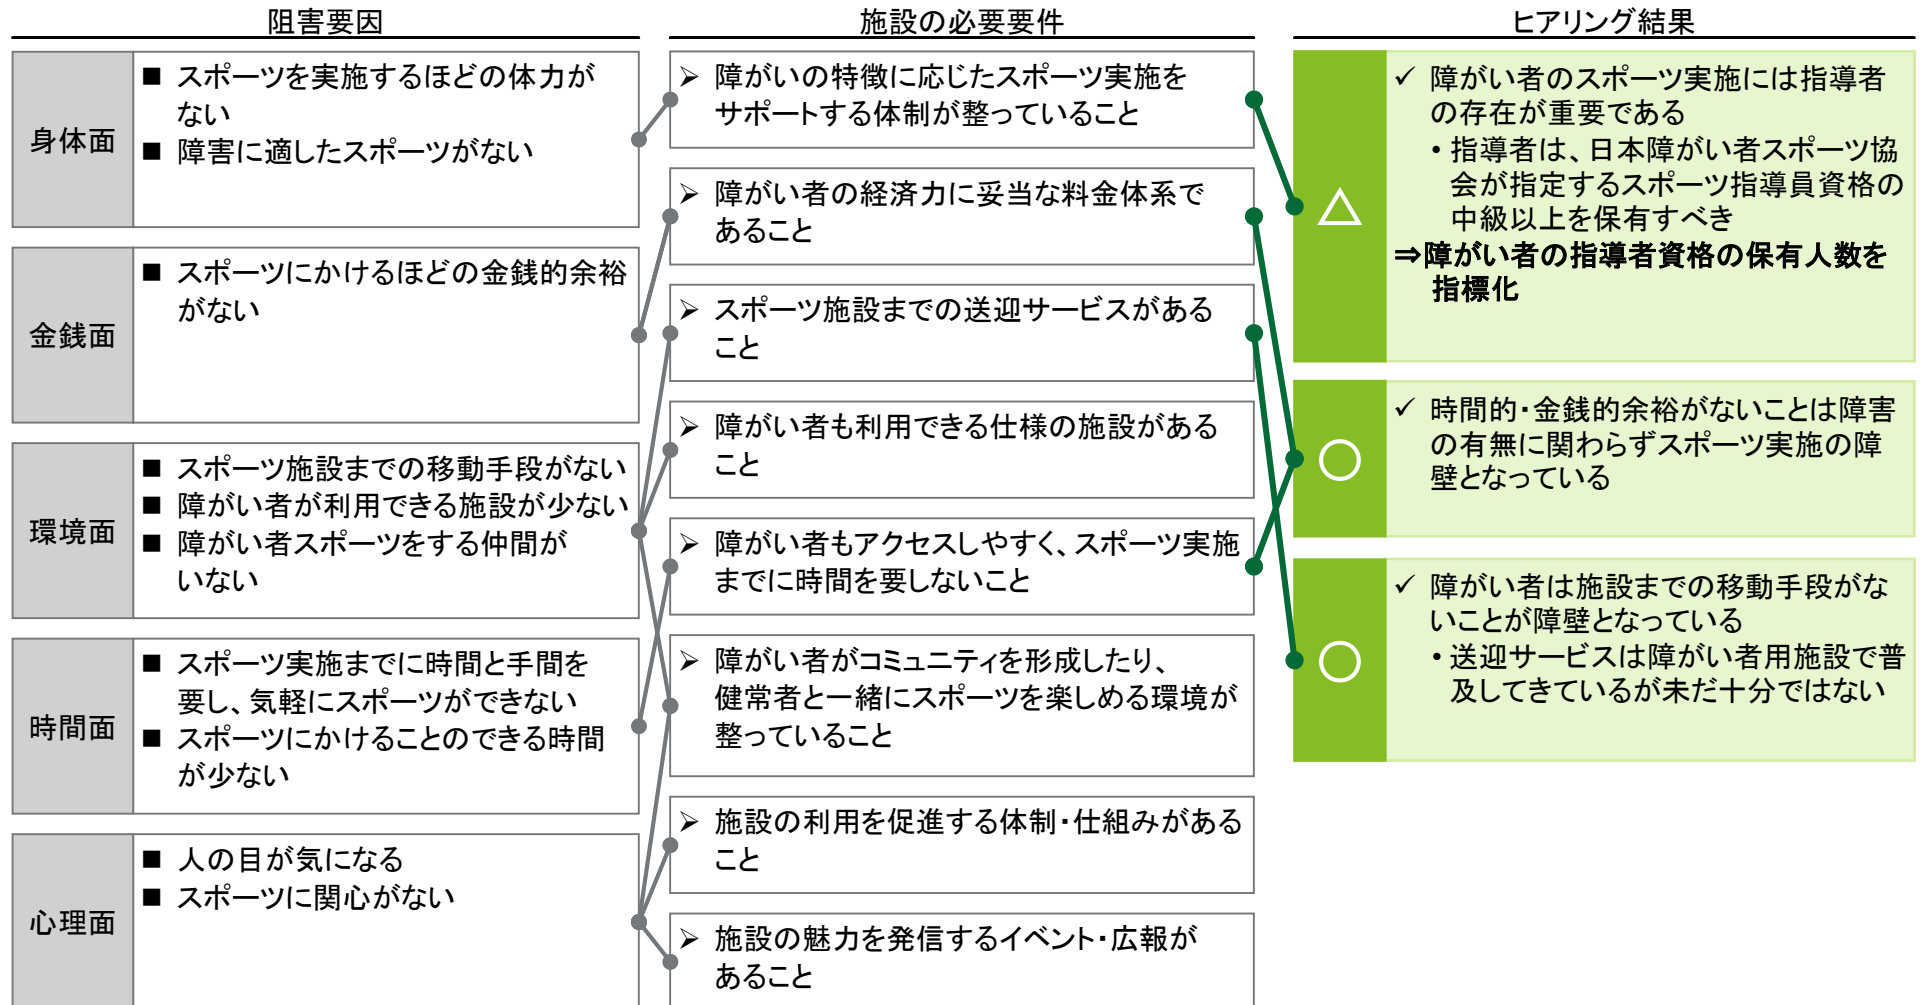 阻害要因
身体面
■ スポーツを実施するほどの体力が
ない
■ 障害に適したスポーツがない
金銭面
■ スポーツにかけるほどの金銭的余裕
がない
環境面
■ スポーツ施設までの移動手段がない
■ 障がい者が利用できる施設が少ない
■ 障がい者スポーツをする仲間が
いない
時間面
■ スポーツ実施までに時間と手間を
要し、気軽にスポーツができない
■ スポーツにかけることのできる時間
が少ない
心理面
■ 人の目が気になる
■ スポーツに関心がない
施設の必要要件
➢ 障がいの特徴に応じたスポーツ実施を
サポートする体制が整っていること
➢ 障がい者の経済力に妥当な料金体系で
あること
➢ スポーツ施設までの送迎サービスがある
こと
➢ 障がい者も利用できる仕様の施設がある
こと
➢ 障がい者もアクセスしやすく、スポーツ実施
までに時間を要しないこと
➢ 障がい者がコミュニティを形成したり、
健常者と一緒にスポーツを楽しめる環境が
整っていること
➢ 施設の利用を促進する体制・仕組みがある
こと
➢ 施設の魅力を発信するイベント・広報が
あること
ヒアリング結果
△
✓ 障がい者のスポーツ実施には指導者
の存在が重要である
・指導者は、日本障がい者スポーツ協
会が指定するスポーツ指導員資格の
中級以上を保有すべき
⇒障がい者の指導者資格の保有人数を
指標化
○
✓ 時間的・金銭的余裕がないことは障害
の有無に関わらずスポーツ実施の障
壁となっている
○
✓ 障がい者は施設までの移動手段がな
いことが障壁となっている
・送迎サービスは障がい者用施設で普
及してきているが未だ十分ではない